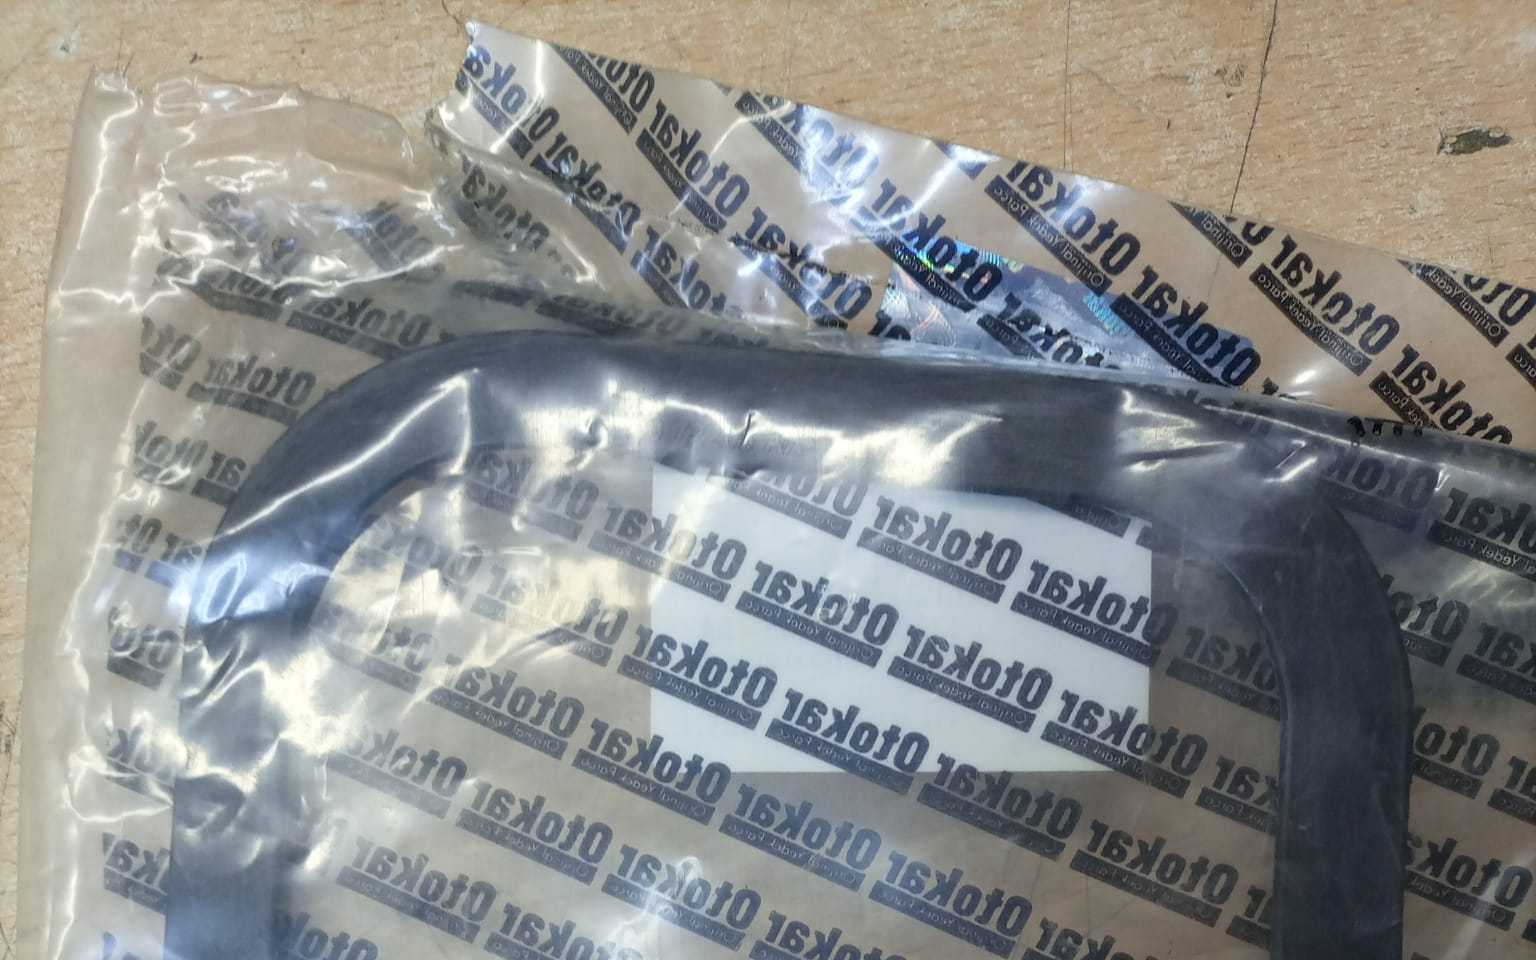 Otokar
Orijinal Yedek Parça